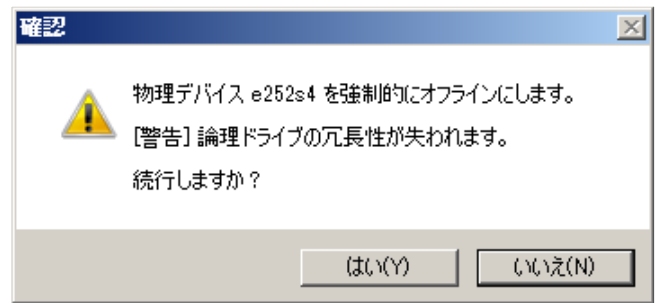 確認
物理デバイス e252s4 を強制的にオフラインにします。
[警告] 論理ドライブの冗長性が失われます。
続行しますか？
はい(Y)
いいえ(N)